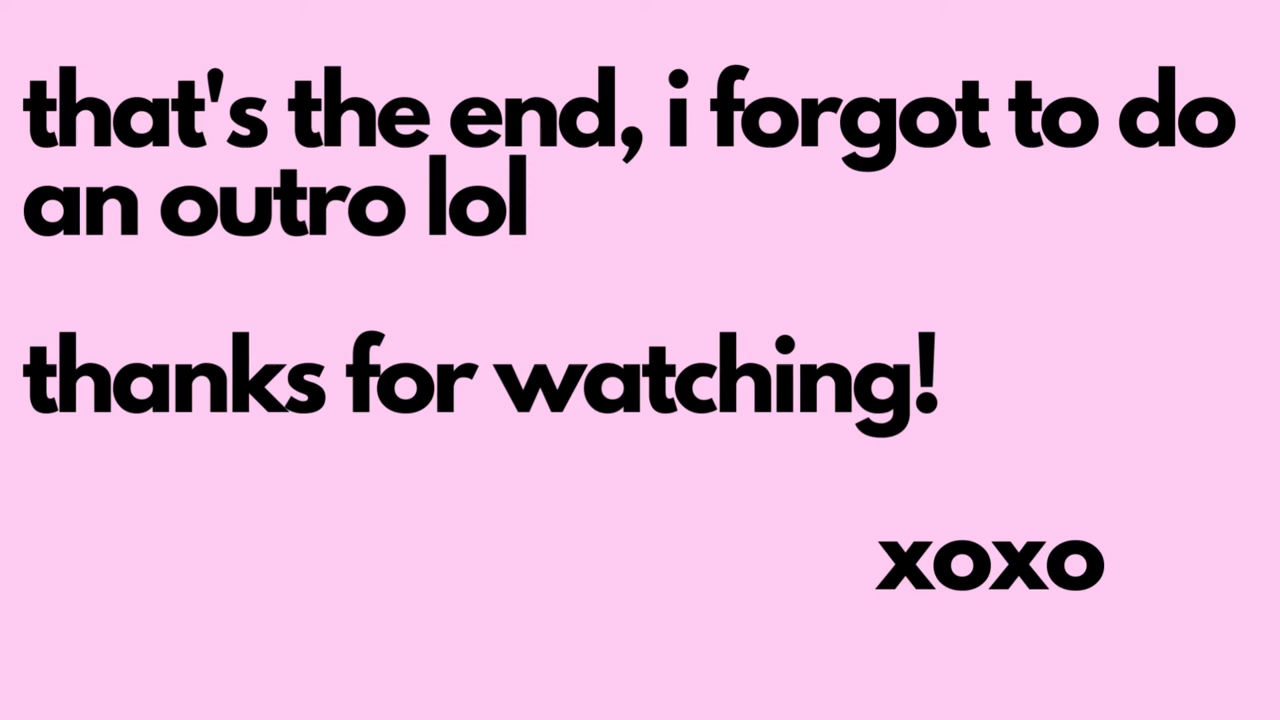 that's the end, i forgot to do
an outro lol
thanks for watching!
xoxo